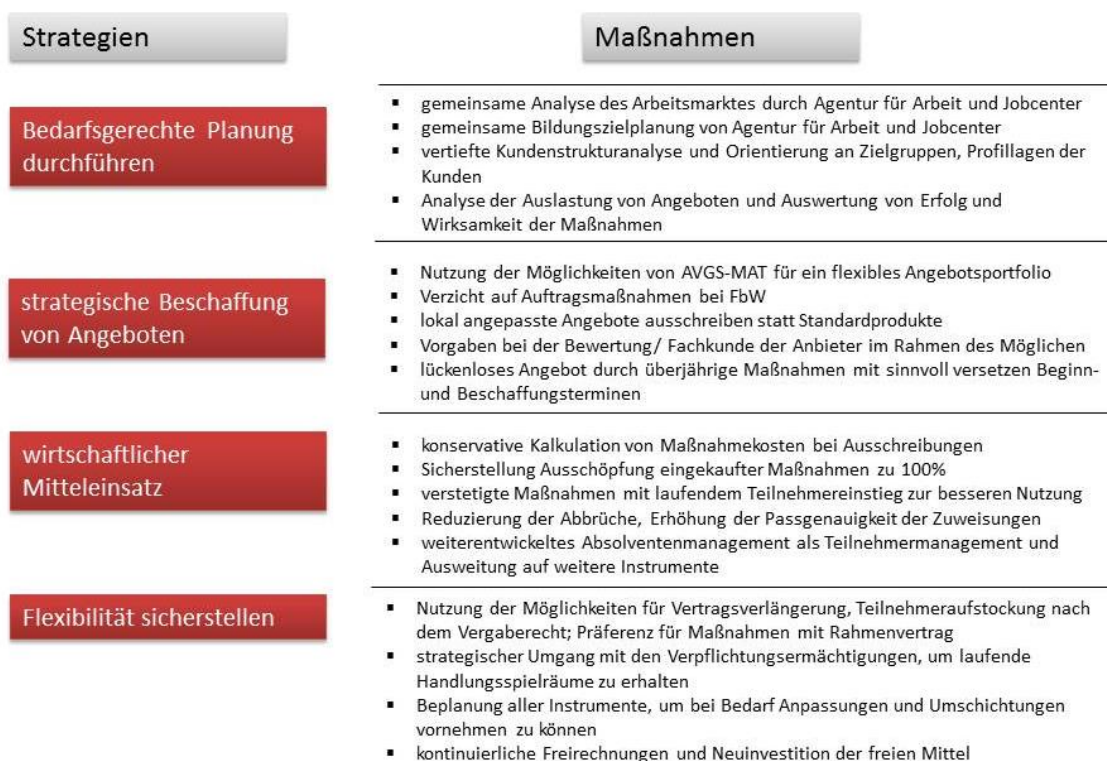 Strategien
Maßnahmen
Bedarfsgerechte Planung
durchführen
▪ gemeinsame Analyse des Arbeitsmarktes durch Agentur für Arbeit und Jobcenter
▪ gemeinsame Bildungszielplanung von Agentur für Arbeit und Jobcenter
▪ vertiefte Kundenstrukturanalyse und Orientierung an Zielgruppen, Profillagen der
Kunden
▪ Analyse der Auslastung von Angeboten und Auswertung von Erfolg und
Wirksamkeit der Maßnahmen
strategische Beschaffung
von Angeboten
▪ Nutzung der Möglichkeiten von AVGS-MAT für ein flexibles Angebotsportfolio
▪ Verzicht auf Auftragsmaßnahmen bei FbW
▪ lokal angepasste Angebote ausschreiben statt Standardprodukte
▪ Vorgaben bei der Bewertung/ Fachkunde der Anbieter im Rahmen des Möglichen
▪ lückenloses Angebot durch überjährige Maßnahmen mit sinnvoll versetzen Beginn-
und Beschaffungsterminen
wirtschaftlicher
Mitteleinsatz
▪ konservative Kalkulation von Maßnahmekosten bei Ausschreibungen
▪ Sicherstellung Ausschöpfung eingekaufter Maßnahmen zu 100%
▪ verstetigte Maßnahmen mit laufendem Teilnehmereinstieg zur besseren Nutzung
▪ Reduzierung der Abbrüche, Erhöhung der Passgenauigkeit der Zuweisungen
▪ weiterentwickeltes Absolventenmanagement als Teilnehmermanagement und
Ausweitung auf weitere Instrumente
Flexibilität sicherstellen
▪ Nutzung der Möglichkeiten für Vertragsverlängerung, Teilnehmeraufstockung nach
dem Vergaberecht; Präferenz für Maßnahmen mit Rahmenvertrag
▪ strategischer Umgang mit den Verpflichtungsermächtigungen, um laufende
Handlungsspielräume zu erhalten
▪ Beplanung aller Instrumente, um bei Bedarf Anpassungen und Umschichtungen
vornehmen zu können
▪ kontinuierliche Freirechnungen und Neuinvestition der freien Mittel